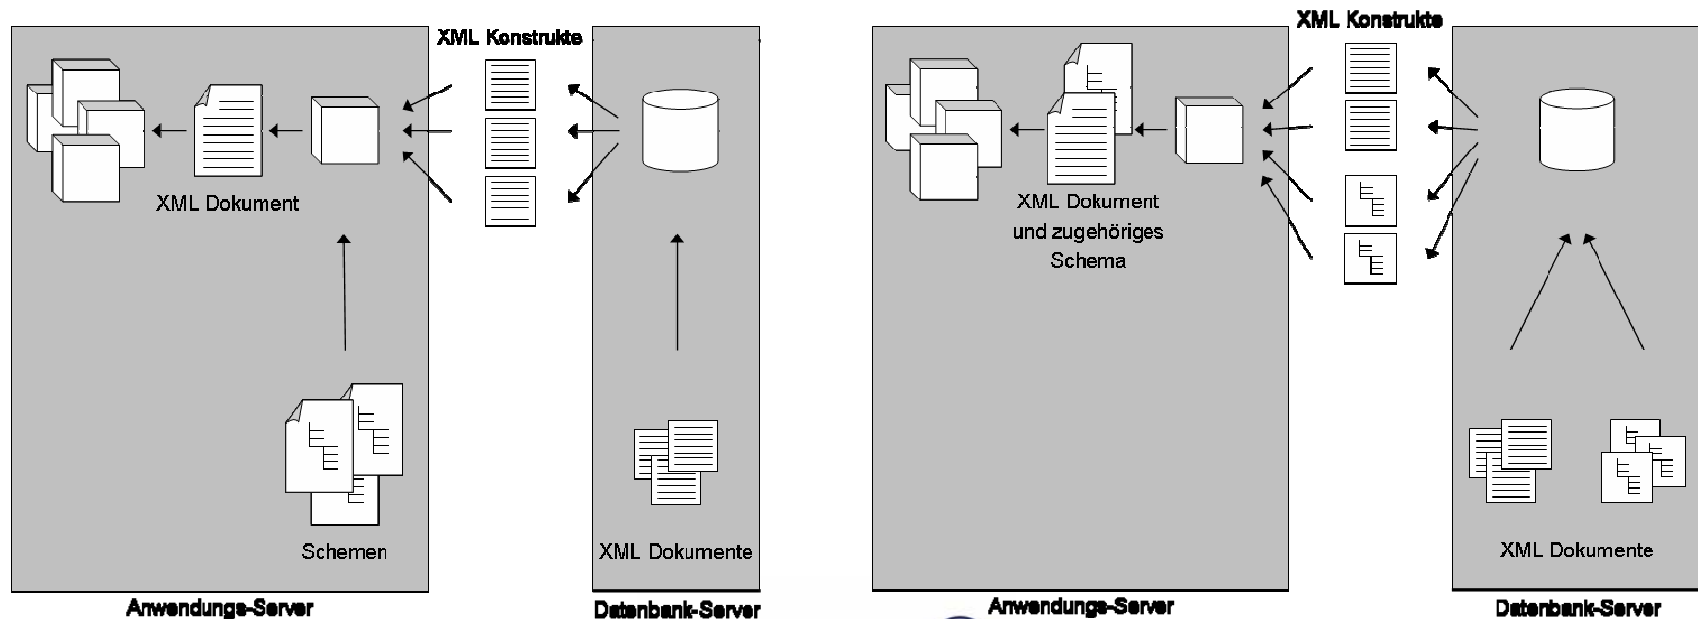 XML Konstrukte
XML Dokument
Schemen
XML Dokumente
Anwendungs-Server
Datenbank-Server
XML Konstrukte
XML Dokument
und zugehöriges
Schema
XML Dokumente
Anwendungs-Server
Datenbank-Server